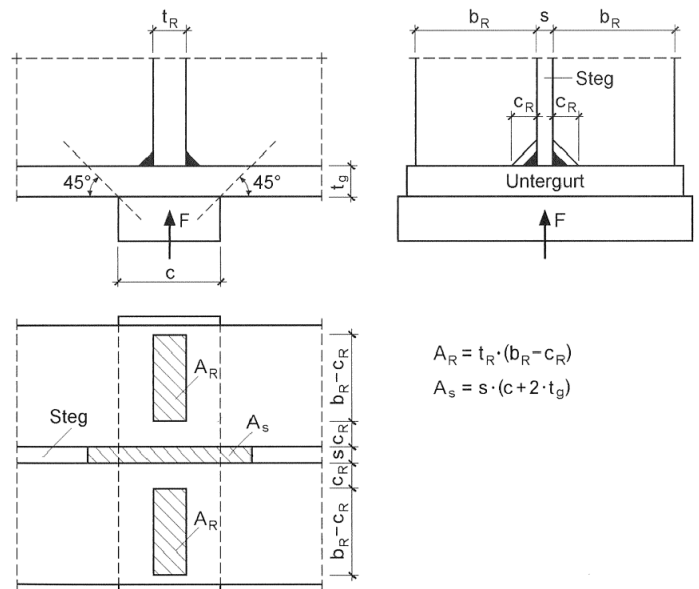 t_R
45°
45°
t_g
F
c
b_R s b_R
Steg
c_R c_R
Untergurt
F
Steg
A_R
A_s
A_R
b_R–c_R
c_R
s
c_R
b_R–c_R
A_R = t_R·(b_R–c_R)
A_s = s·(c+2·t_g)